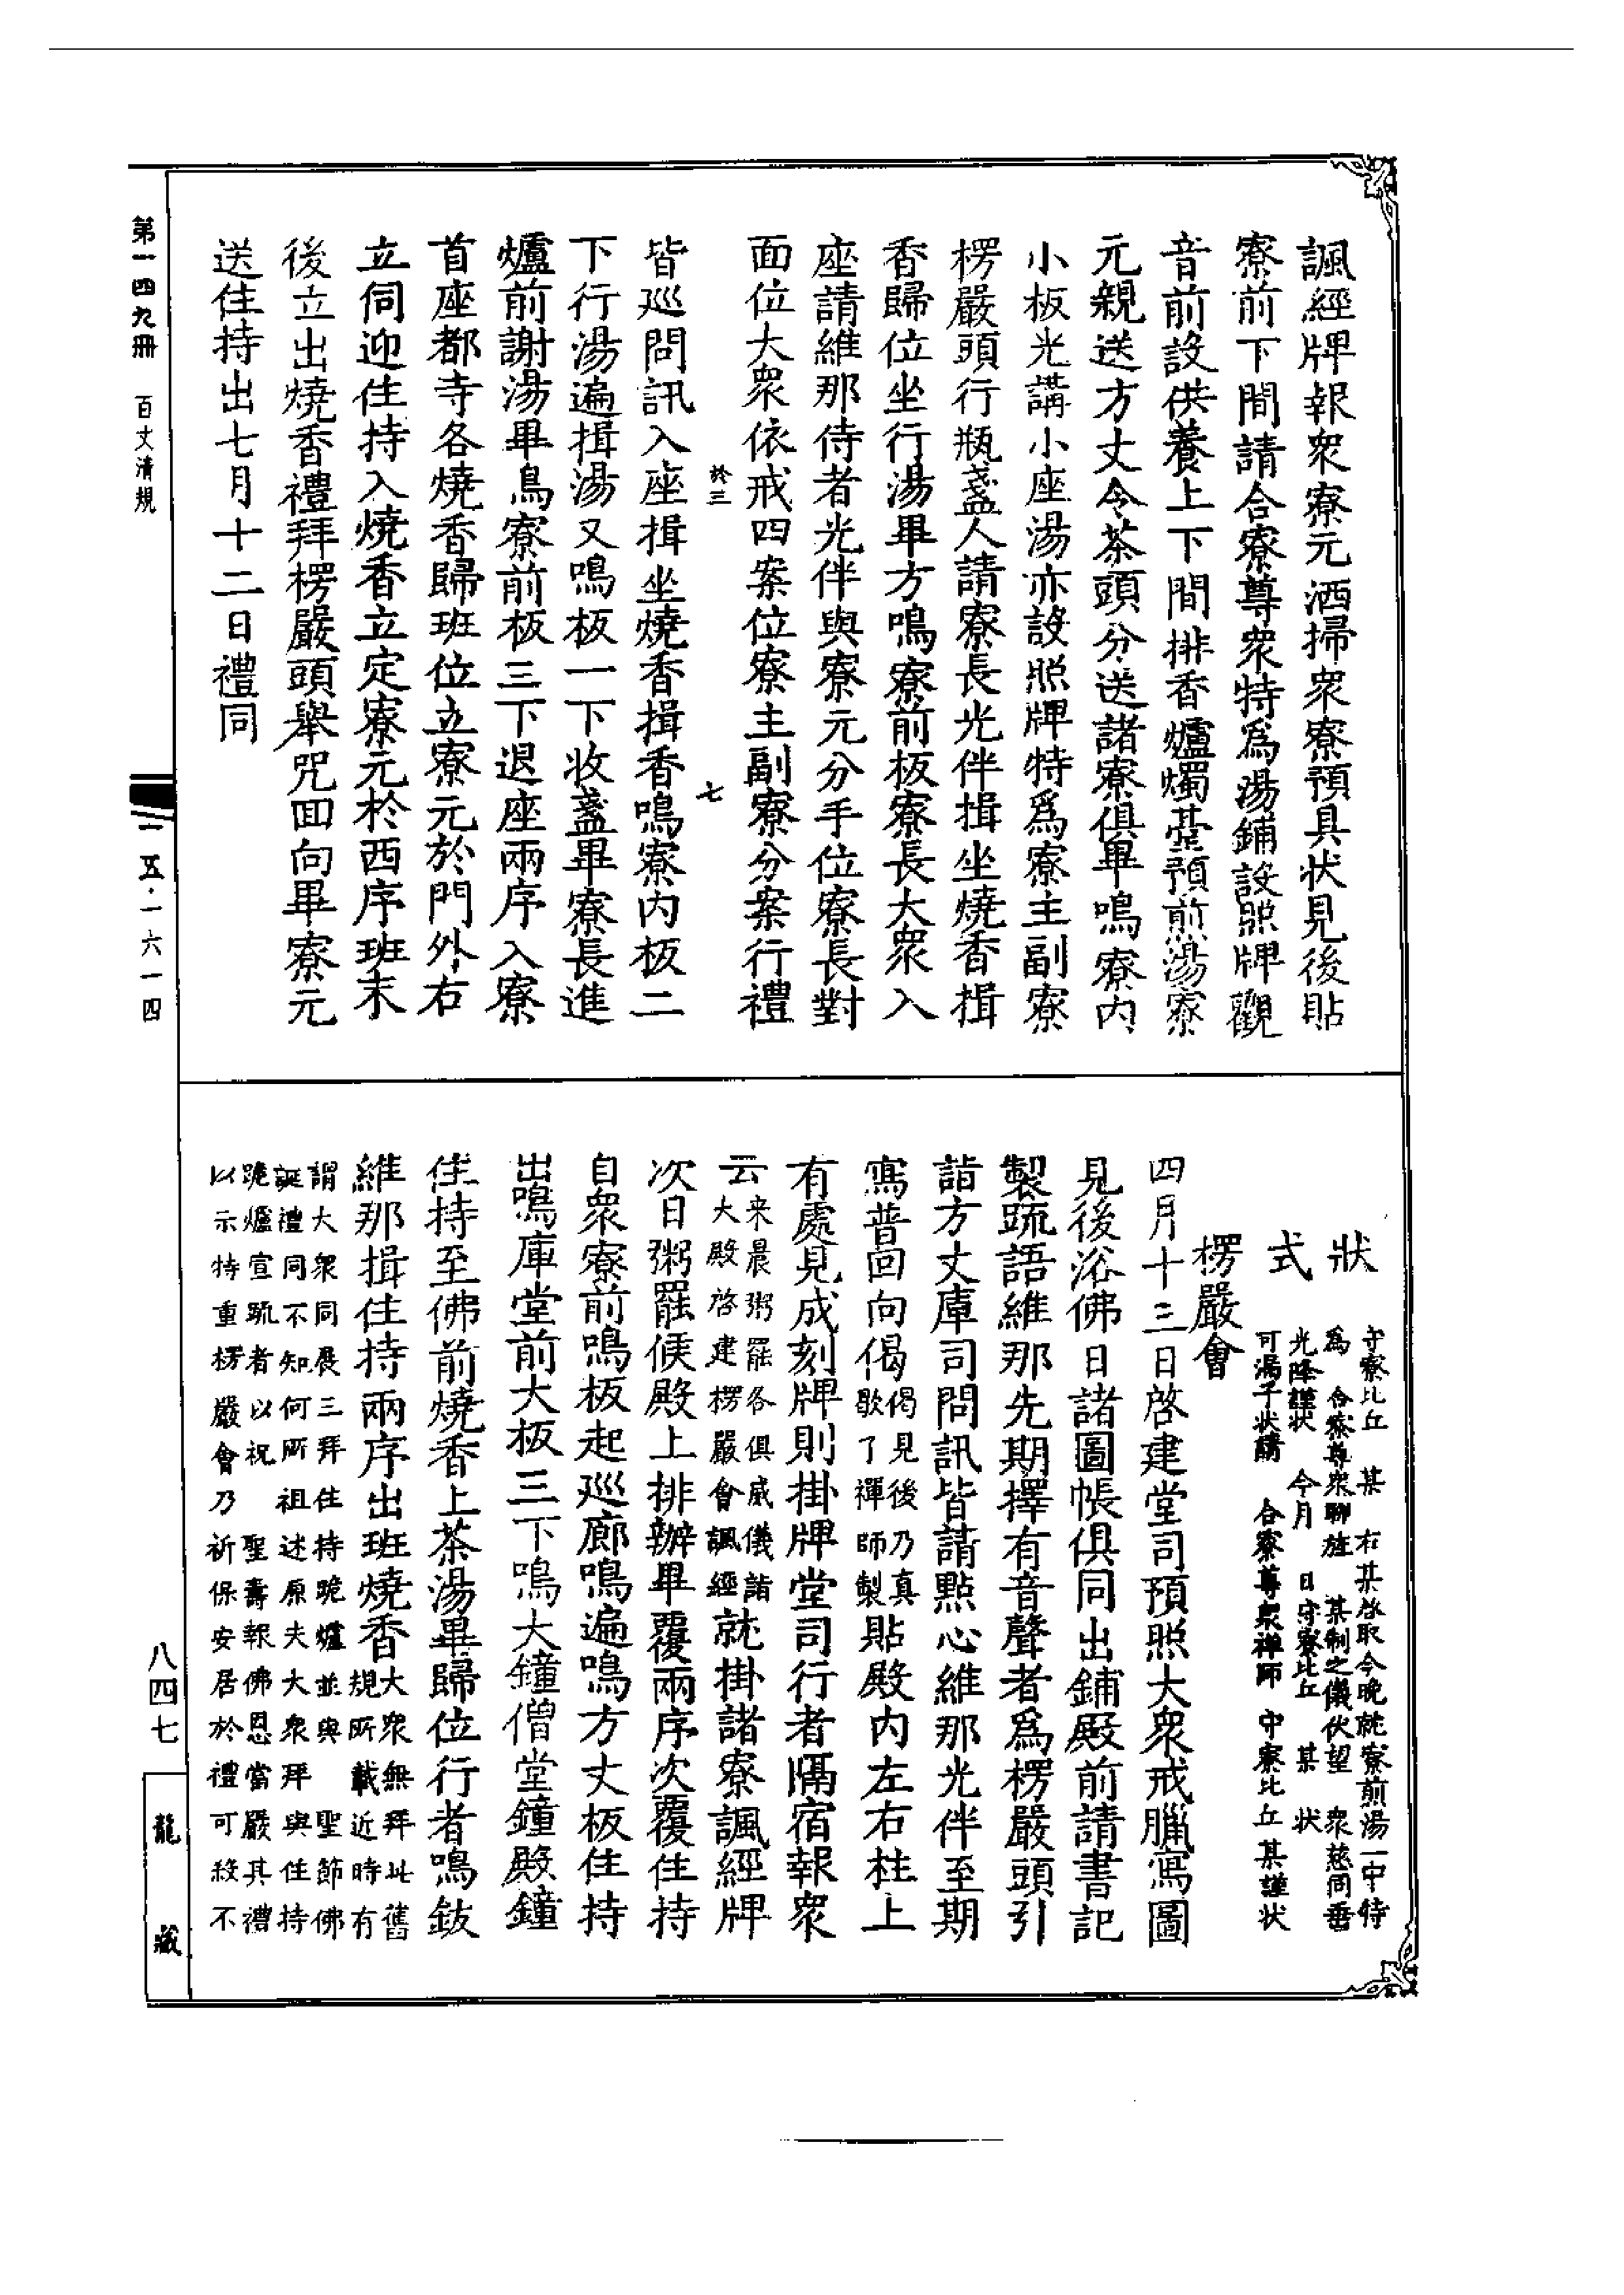 諷經牌報衆寮元洒掃衆寮預具狀見後貼
寮前下間請合寮尊衆特爲湯鋪設照牌觀
音前設供養上下間排香爐燭臺預煎湯寮
元親送方丈令茶頭分送諸寮俱畢鳴寮内
小板光講小座湯亦設照牌特爲寮主副寮
楞嚴頭行瓶盞人請寮長光伴揖坐燒香揖
香歸位坐行湯畢方鳴寮前板寮長大衆入
座請維那侍者光伴與寮元分手位寮長對
面位大衆依戒四案位寮主副寮分案行禮
於三
七
皆巡問訊入座揖坐燒香揖香鳴寮内板二
下行湯遍揖湯又鳴板一下收盞畢寮長進
爐前謝湯畢鳥寮前板三下退座兩序入寮
首座都寺各燒香歸班位立寮元於門外右
立伺迎住持入燒香立定寮元於西序班末
後立出燒香禮拜楞嚴頭舉咒回向畢寮元
送住持出七月十二日禮同
第一四九冊 百丈清規
一五·一六一四
狀
式
守寮比丘 某 右某啓取今晚就寮煎湯一中特
爲 合寮尊衆聊旌 某制之儀伏望 衆慈同垂
光降謹狀 今月 日守寮比丘 某 狀
可漏子狀請 合寮尊衆禪師 守寮比丘某謹狀
楞嚴會
四月十三日啓建堂司預照大衆戒臘寫圖
見後浴佛日諸圖帳俱同出鋪殿前請書記
製疏語維那先期擇有音聲者爲楞嚴頭引
詣方丈庫司問訊皆請點心維那光伴至期
寫普回向偈偈見後乃真
歇了禪師製貼殿内左右柱上
有處見成刻牌則掛牌堂司行者隔宿報衆
云来晨粥罷各俱威儀詣
大殿啓建楞嚴會諷經就掛諸寮諷經牌
次日粥罷候殿上排辦畢覆兩序次覆住持
自衆寮前鳴板起巡廊鳴遍鳴方丈板住持
出鳴庫堂前大板三下鳴大鐘僧堂鐘殿鐘
住持至佛前燒香上茶湯畢歸位行者鳴鈸
維那揖住持兩序出班燒香大衆無拜此舊
規所載近時有
謂大衆同展三拜住持跪爐並與 聖節佛
誕禮同不知何所祖述原夫大衆拜與住持
跪爐宣疏者以祝 聖壽報佛恩當嚴其禮
以示特重楞嚴會乃祈保安居於禮可殺不
八四七
龍藏